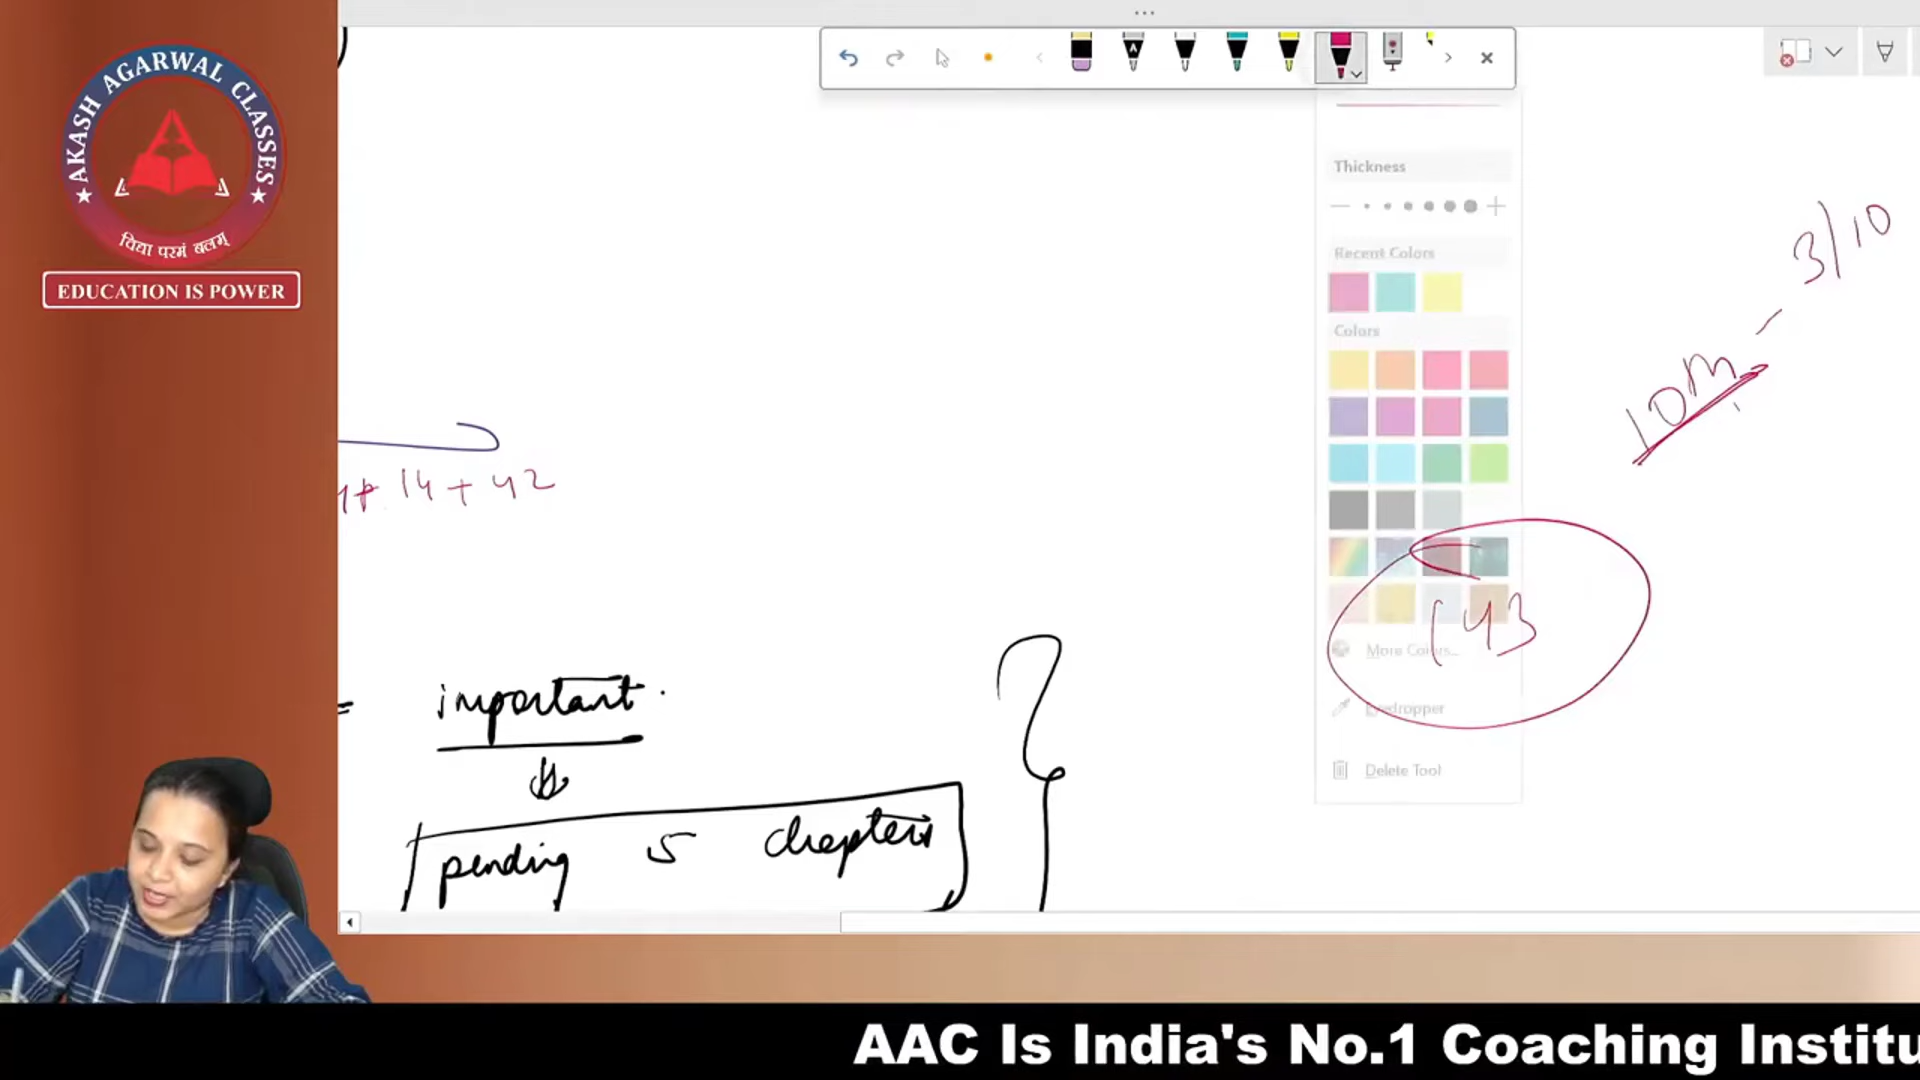 AKASH AGARWAL CLASSES
विद्या परमं बलम्
EDUCATION IS POWER
Thickness
Recent Colors
Colors
More Colors...
Eyedropper
Delete Tool
3/10
10m
14 + 42
143
= important.
pending 5 chapters
AAC Is India's No.1 Coaching Institu